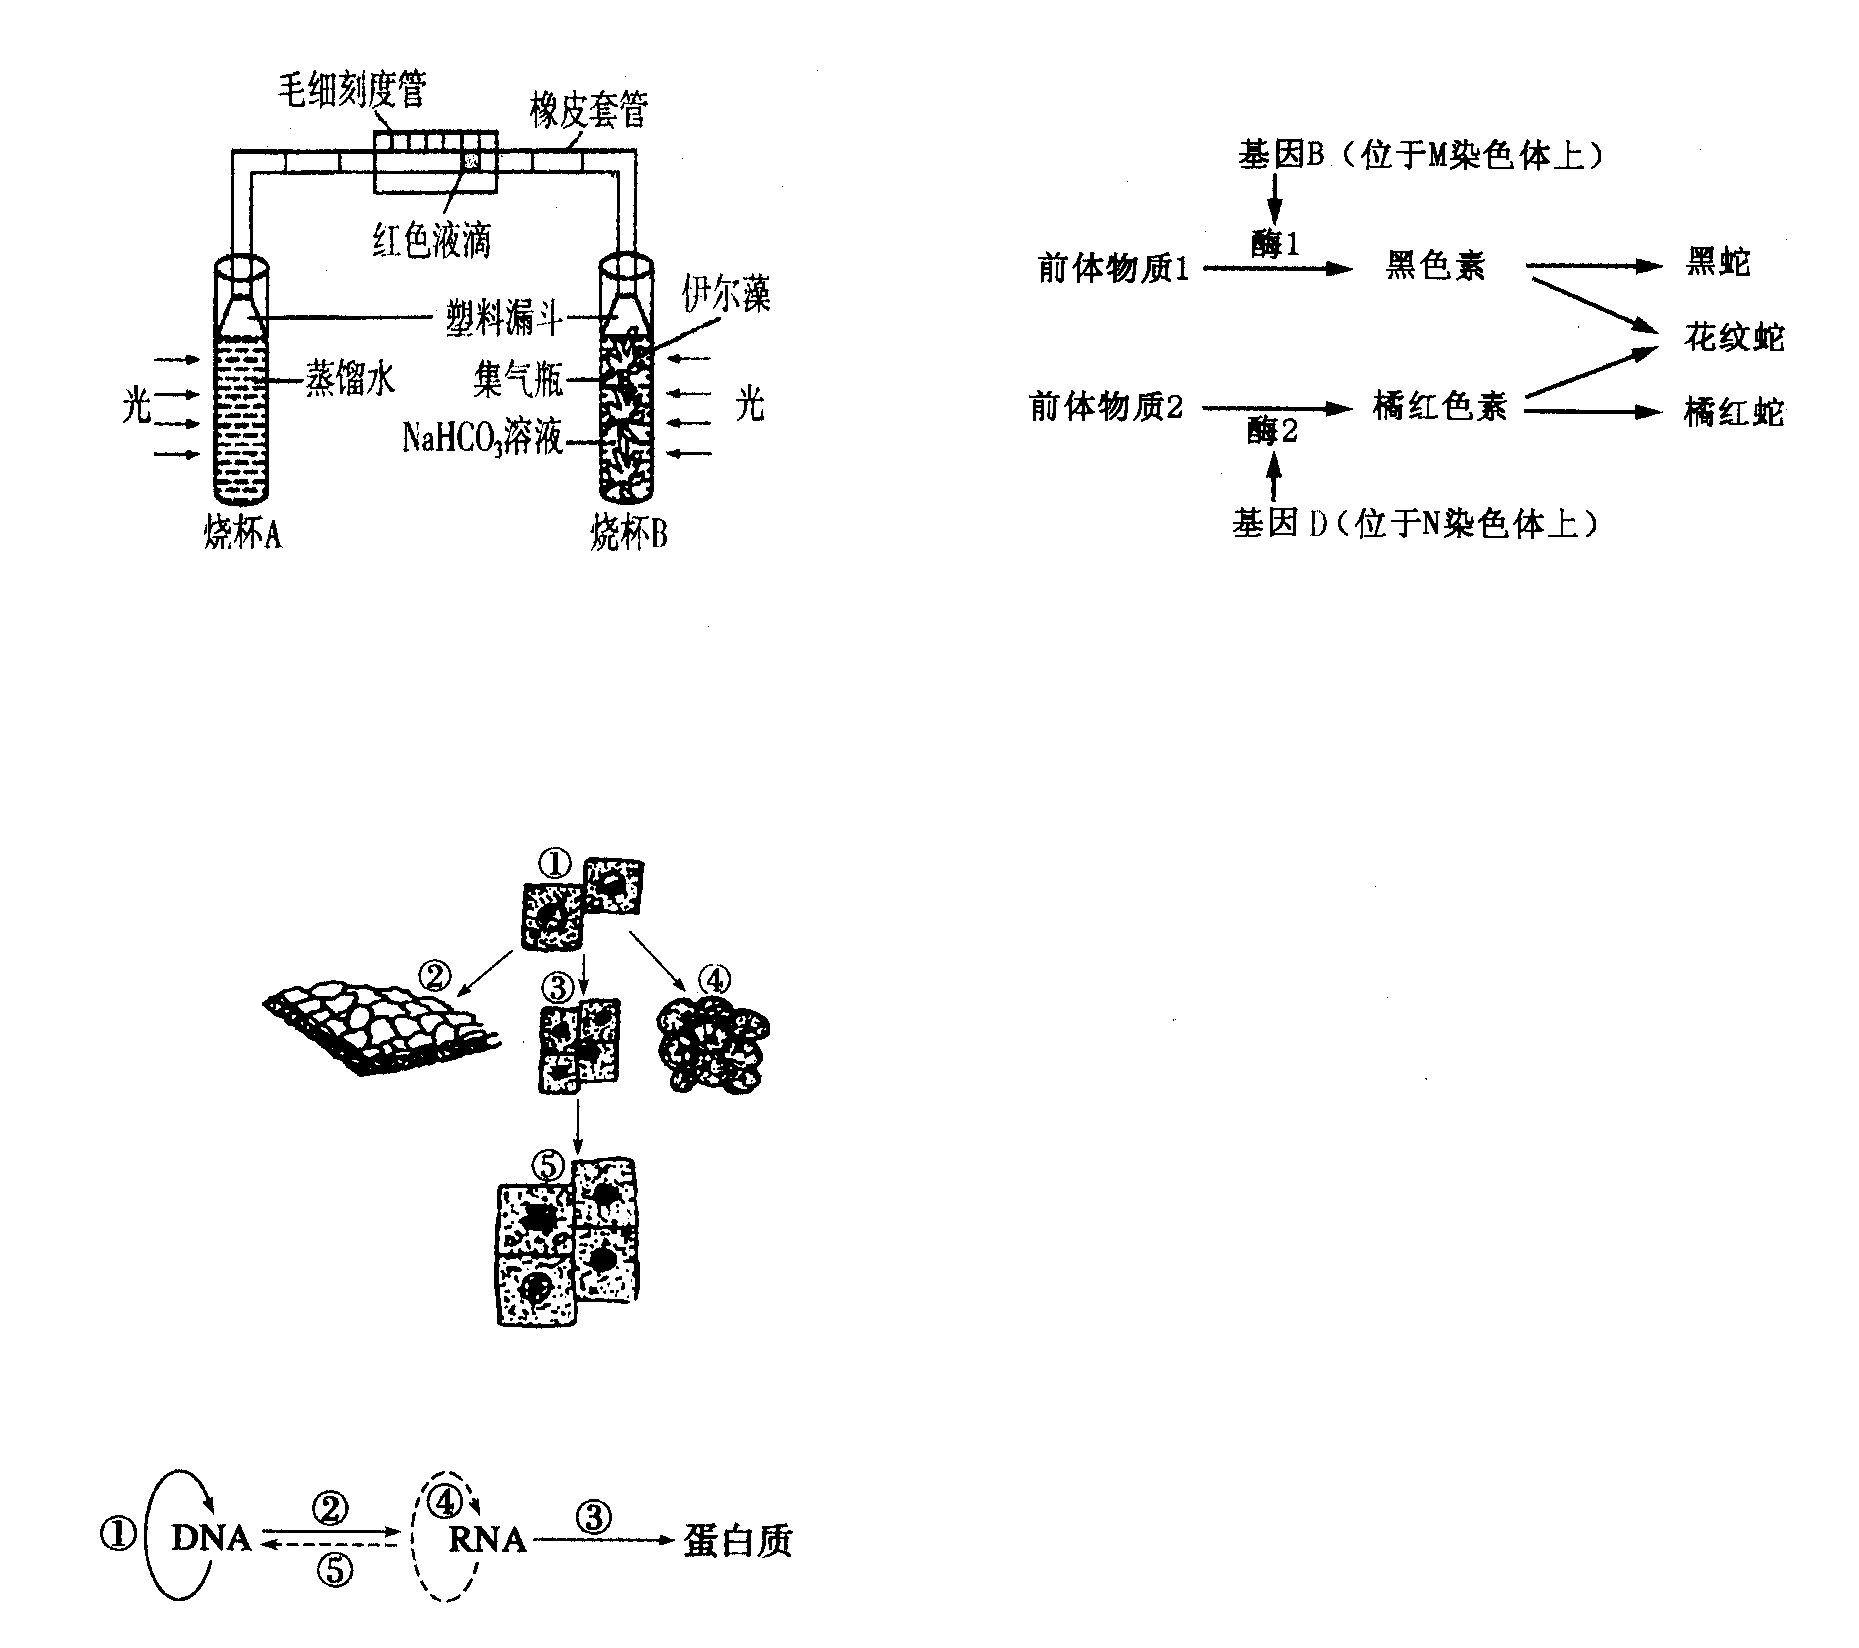 毛细刻度管
橡皮套管
红色液滴
伊尔藻
塑料漏斗
蒸馏水
集气瓶
光
光
NaHCO₃溶液
烧杯A
烧杯B
基因B（位于M染色体上）
酶1
前体物质1
黑色素
黑蛇
花纹蛇
前体物质2
橘红色素
橘红蛇
酶2
基因D（位于N染色体上）
①
②
③
④
⑤
①
DNA
②
⑤
④
RNA
③
蛋白质